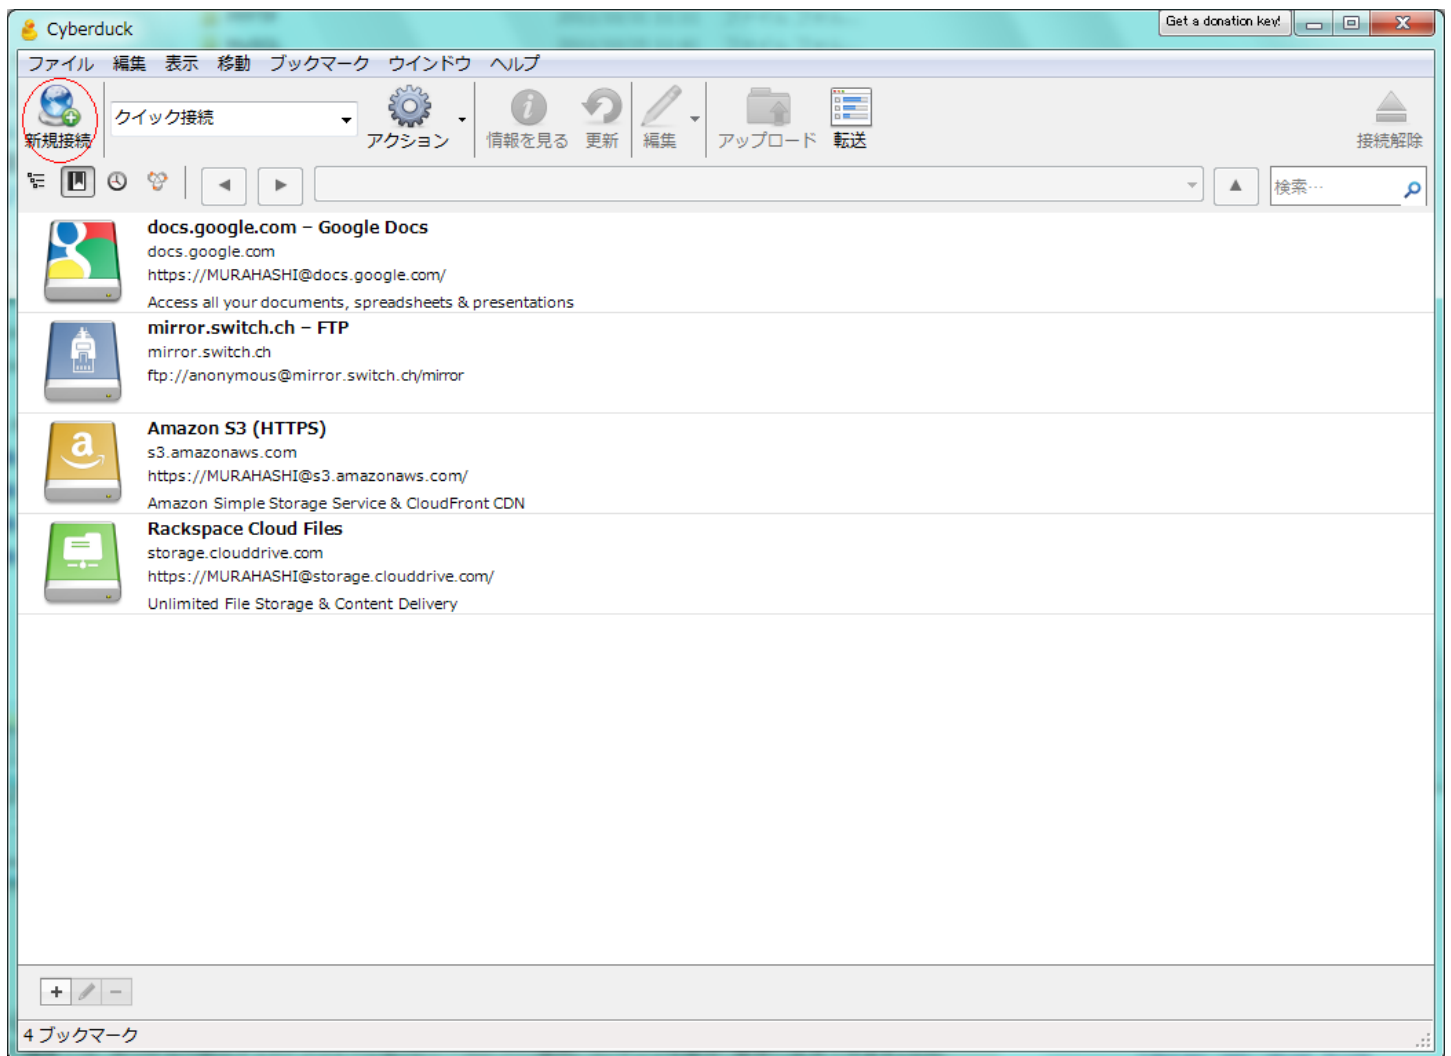 Cyberduck
Get a donation key!
ファイル 編集 表示 移動 ブックマーク ウインドウ ヘルプ
新規接続
クイック接続
アクション
情報を見る
更新
編集
アップロード
転送
接続解除
検索…
docs.google.com – Google Docs
docs.google.com
https://MURAHASHI@docs.google.com/
Access all your documents, spreadsheets & presentations
mirror.switch.ch – FTP
mirror.switch.ch
ftp://anonymous@mirror.switch.ch/mirror
Amazon S3 (HTTPS)
s3.amazonaws.com
https://MURAHASHI@s3.amazonaws.com/
Amazon Simple Storage Service & CloudFront CDN
Rackspace Cloud Files
storage.clouddrive.com
https://MURAHASHI@storage.clouddrive.com/
Unlimited File Storage & Content Delivery
4 ブックマーク